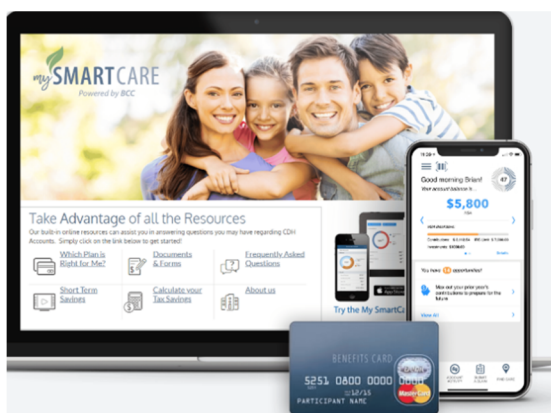 my SMARTCARE
Powered by BCC
Take Advantage of all the Resources
Our built-in online resources can assist you in answering questions you may have regarding CDH
Accounts. Simply click on the link below to get started!
Which Plan is
Right for Me?
Documents
& Forms
Frequently Asked
Questions
Short Term
Savings
Calculate your
Tax Savings
About us
Try the My SmartCa
Good morning Brian!
Your account balance is...
$5,800
You have 10 opportunities!
Max out your prior year's
contributions to prepare for the
future
View All
BENEFITS CARD
5251 0800 0000 0000
12/15
PARTICIPANT NAME
MasterCard